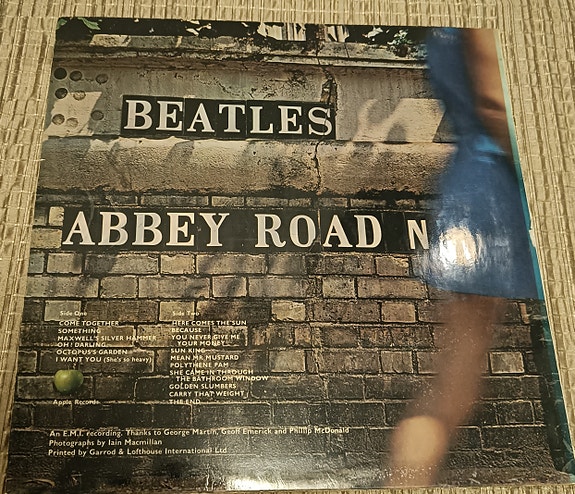 BEATLES
ABBEY ROAD N
Side One
COME TOGETHER
SOMETHING
MAXWELL'S SILVER HAMMER
OH! DARLING
OCTOPUS'S GARDEN
I WANT YOU (She's so heavy)
Side Two
HERE COMES THE SUN
BECAUSE
YOU NEVER GIVE ME
YOUR MONEY
SUN KING
MEAN MR MUSTARD
POLYTHENE PAM
SHE CAME IN THROUGH
THE BATHROOM WINDOW
GOLDEN SLUMBERS
CARRY THAT WEIGHT
THE END
Apple Records
An E.M.I. recording. Thanks to George Martin, Geoff Emerick and Phillip McDonald
Photographs by Iain Macmillan
Printed by Garrod & Lofthouse International Ltd